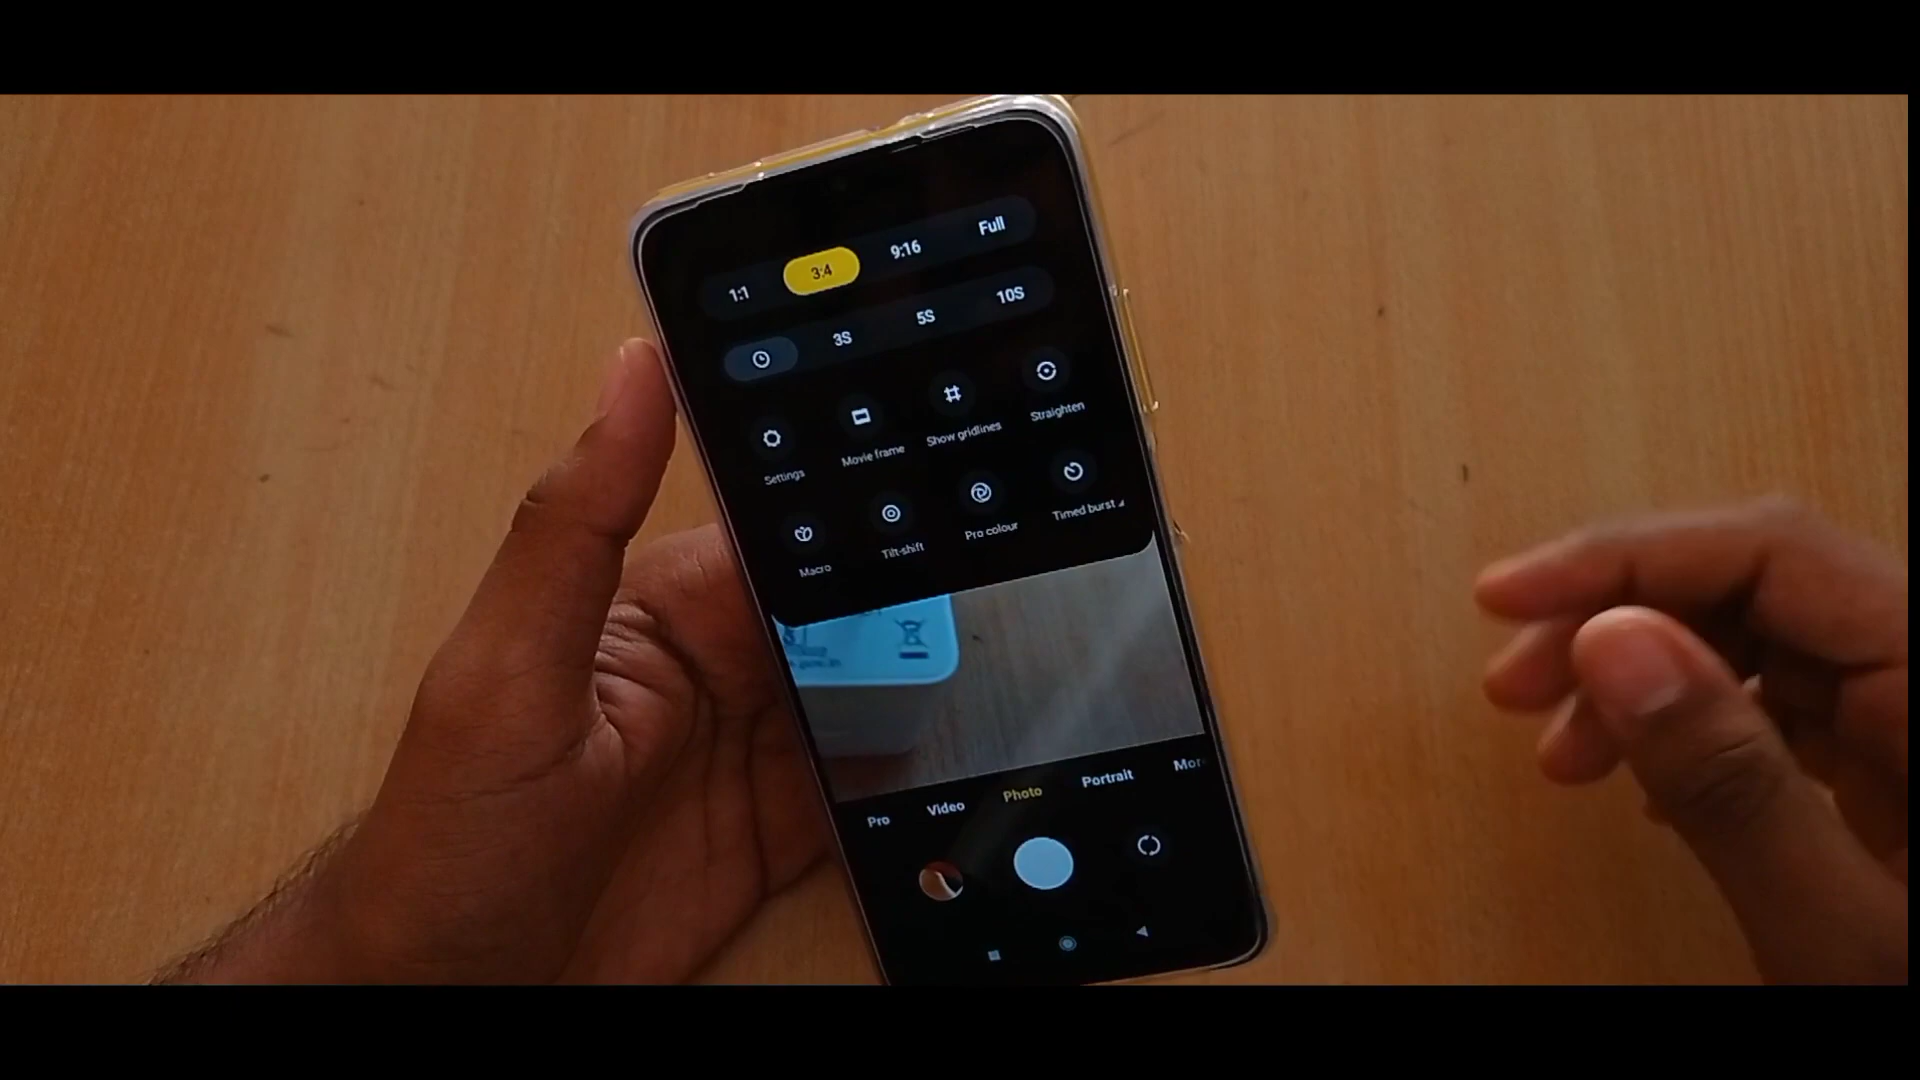 1:1 3:4 9:16 Full
3S 5S 10S
Settings Movie frame Show gridlines Straighten
Macro Tilt-shift Pro colour Timed burst
Pro Video Photo Portrait Mor